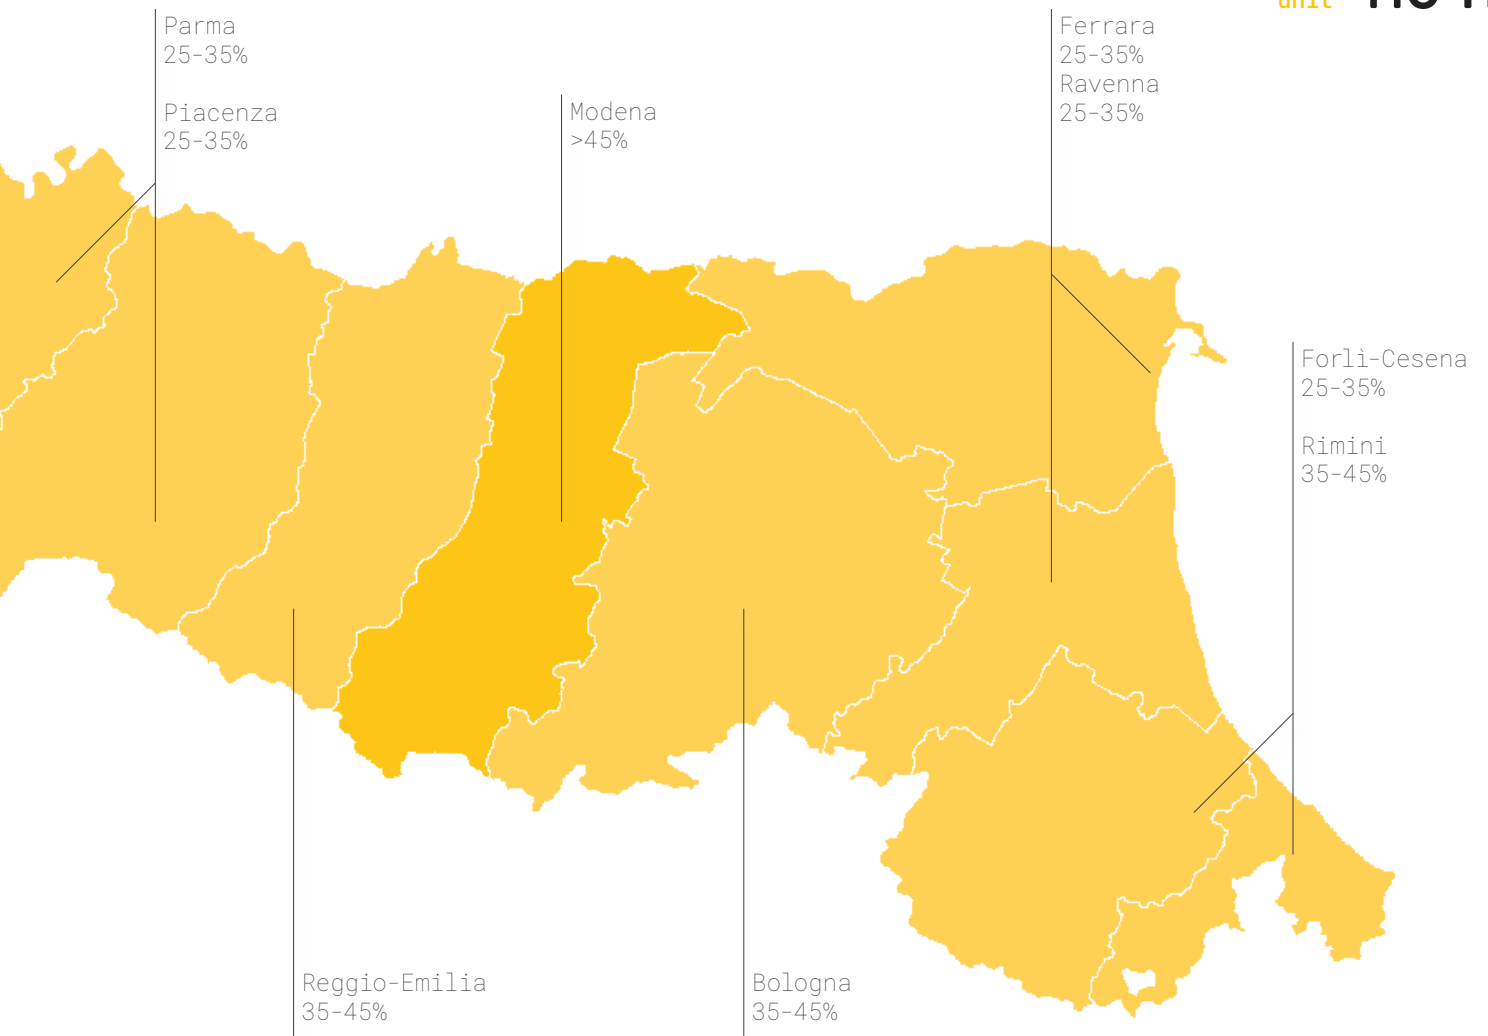 unit
Parma
25-35%
Piacenza
25-35%
Modena
>45%
Ferrara
25-35%
Ravenna
25-35%
Forlì-Cesena
25-35%
Rimini
35-45%
Reggio-Emilia
35-45%
Bologna
35-45%